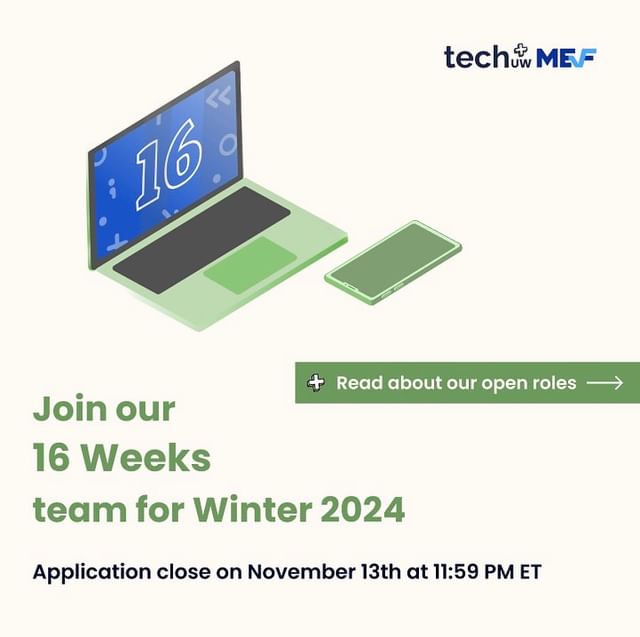 tech+UW MEF
16
Read about our open roles
Join our
16 Weeks
team for Winter 2024
Application close on November 13th at 11:59 PM ET